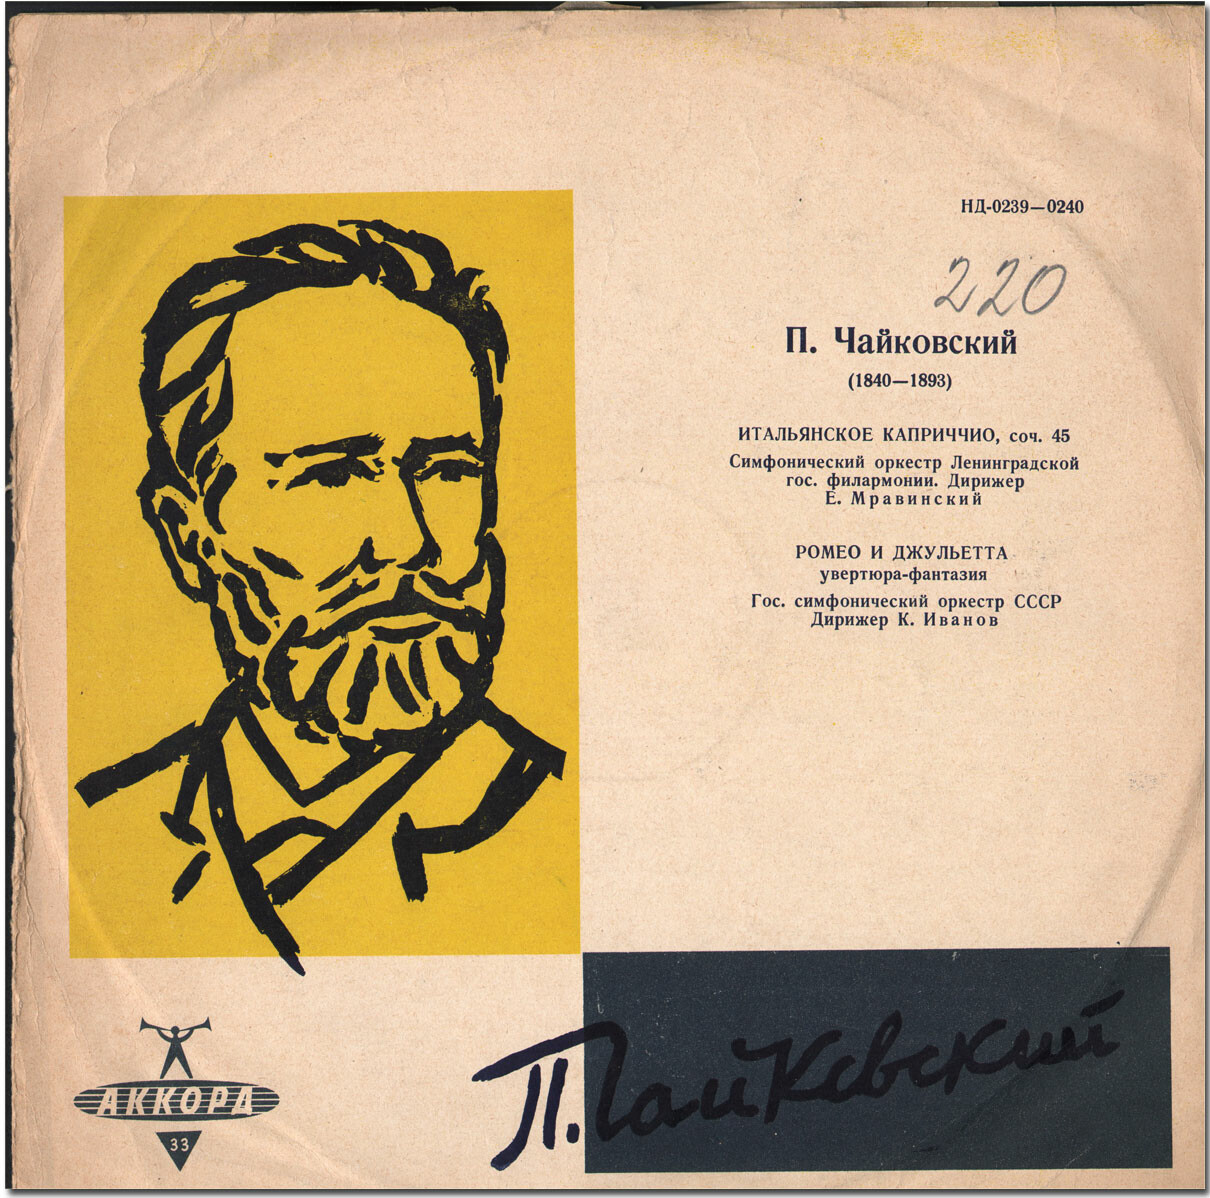 НД-0239—0240
220
П. Чайковский
(1840—1893)
ИТАЛЬЯНСКОЕ КАПРИЧЧИО, соч. 45
Симфонический оркестр Ленинградской
гос. филармонии. Дирижер
Е. Мравинский
РОМЕО И ДЖУЛЬЕТТА
увертюра-фантазия
Гос. симфонический оркестр СССР
Дирижер К. Иванов
П. Чайковский
АККОРД
33